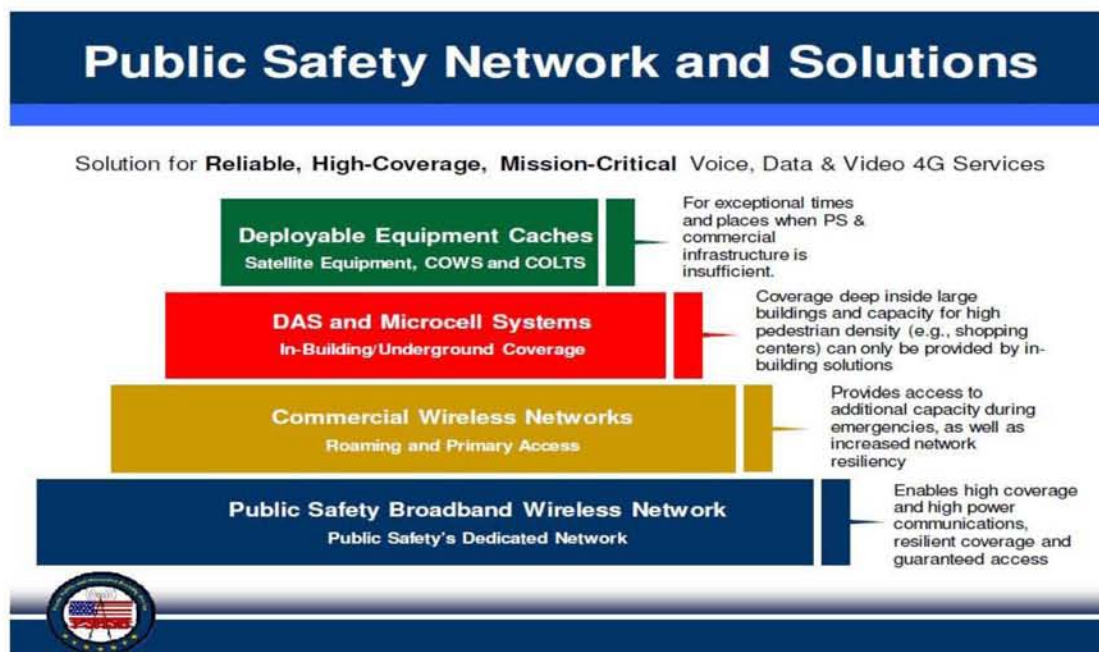 Public Safety Network and Solutions
Solution for Reliable, High-Coverage, Mission-Critical Voice, Data & Video 4G Services
Deployable Equipment Caches
Satellite Equipment, COWS and COLTS
For exceptional times
and places when PS &
commercial
infrastructure is
insufficient.
DAS and Microcell Systems
In-Building/Underground Coverage
Coverage deep inside large
buildings and capacity for high
pedestrian density (e.g., shopping
centers) can only be provided by in-
building solutions
Commercial Wireless Networks
Roaming and Primary Access
Provides access to
additional capacity during
emergencies, as well as
increased network
resiliency
Public Safety Broadband Wireless Network
Public Safety's Dedicated Network
Enables high coverage
and high power
communications,
resilient coverage and
guaranteed access